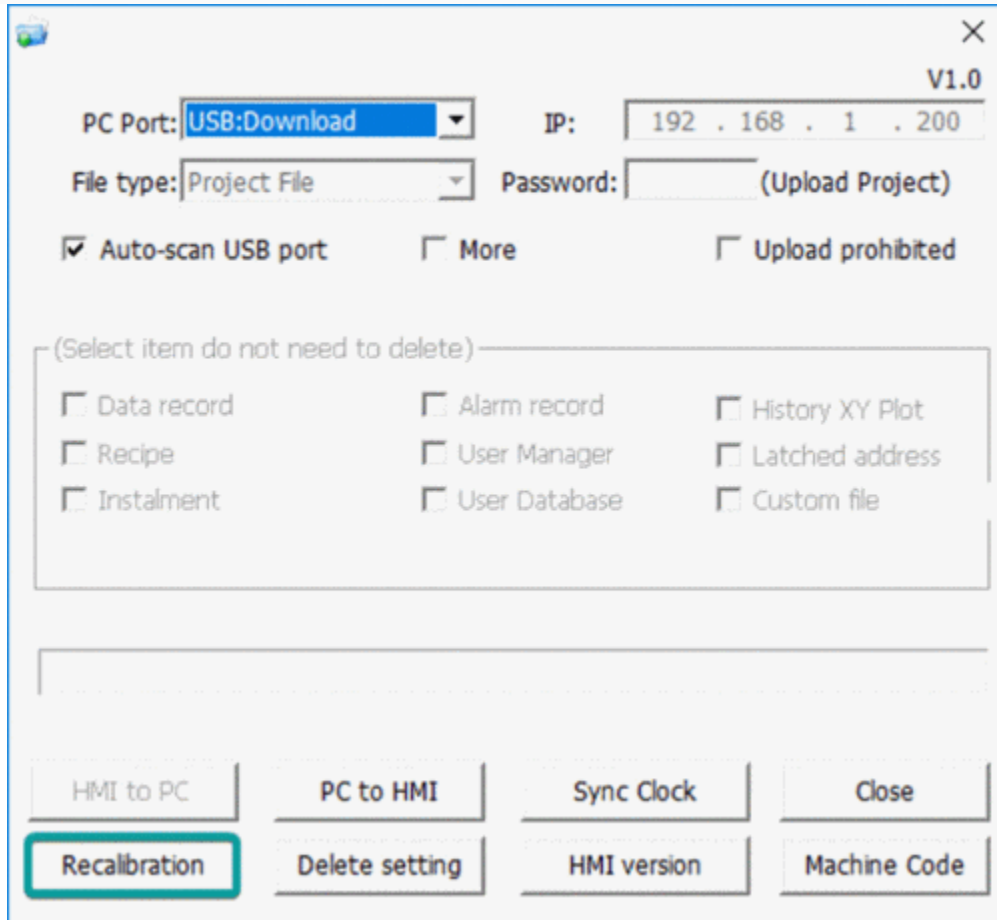 V1.0
PC Port: USB:Download IP: 192 . 168 . 1 . 200
File type: Project File Password: (Upload Project)
Auto-scan USB port More Upload prohibited
(Select item do not need to delete)
Data record Alarm record History XY Plot
Recipe User Manager Latched address
Instalment User Database Custom file
HMI to PC PC to HMI Sync Clock Close
Recalibration Delete setting HMI version Machine Code